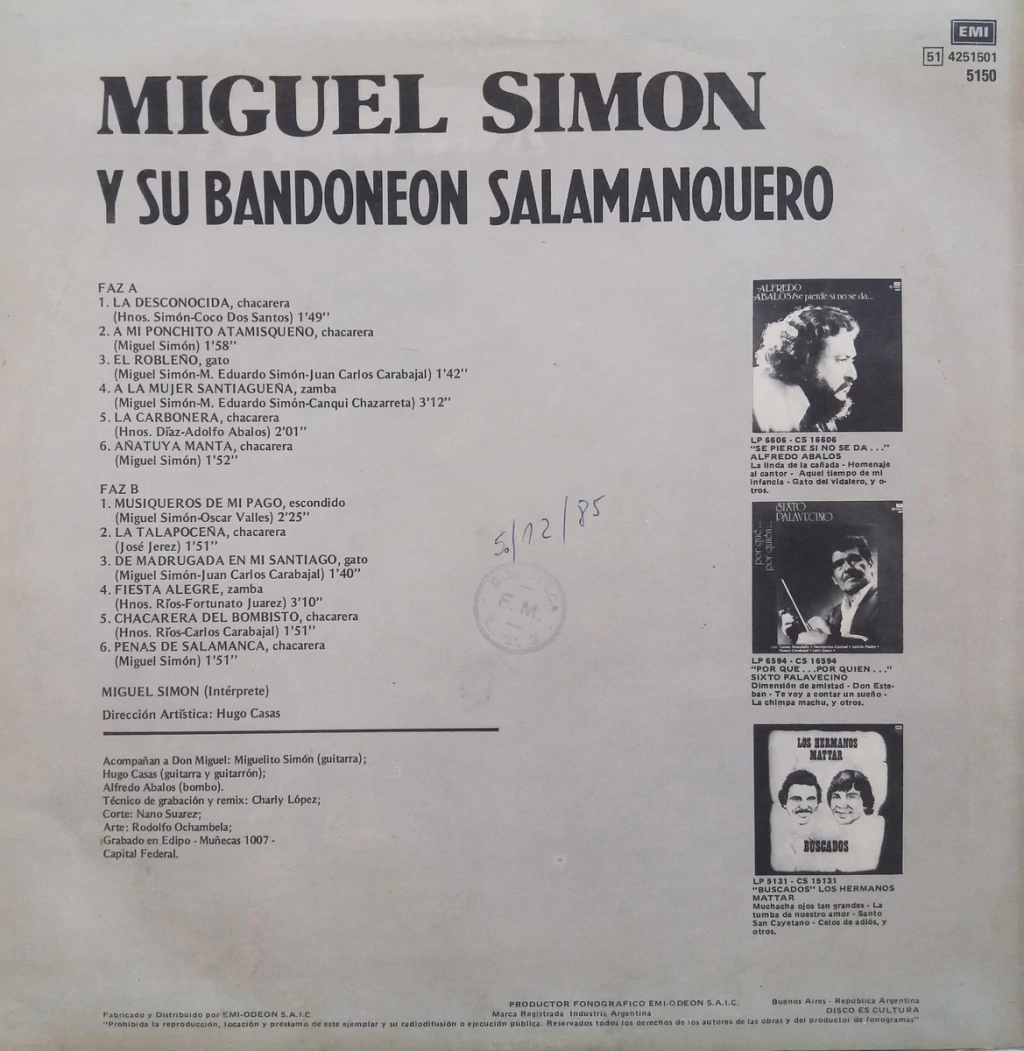 EMI
51 4251501
5150
MIGUEL SIMON
Y SU BANDONEON SALAMANQUERO
FAZ A
1. LA DESCONOCIDA, chacarera
(Hnos. Simón-Coco Dos Santos) 1'49''
2. A MI PONCHITO ATAMISQUEÑO, chacarera
(Miguel Simón) 1'58''
3. EL ROBLEÑO, gato
(Miguel Simón-M. Eduardo Simón-Juan Carlos Carabajal) 1'42''
4. A LA MUJER SANTIAGUEÑA, zamba
(Miguel Simón-M. Eduardo Simón-Canqui Chazarreta) 3'12''
5. LA CARBONERA, chacarera
(Hnos. Díaz-Adolfo Abalos) 2'01''
6. AÑATUYA MANTA, chacarera
(Miguel Simón) 1'52''
FAZ B
1. MUSIQUEROS DE MI PAGO, escondido
(Miguel Simón-Oscar Valles) 2'25''
2. LA TALAPOCEÑA, chacarera
(José Jerez) 1'51''
3. DE MADRUGADA EN MI SANTIAGO, gato
(Miguel Simón-Juan Carlos Carabajal) 1'40''
4. FIESTA ALEGRE, zamba
(Hnos. Ríos-Fortunato Juarez) 3'10''
5. CHACARERA DEL BOMBISTO, chacarera
(Hnos. Ríos-Carlos Carabajal) 1'51''
6. PENAS DE SALAMANCA, chacarera
(Miguel Simón) 1'51''
MIGUEL SIMON (Intérprete)
Dirección Artística: Hugo Casas
Acompañan a Don Miguel: Miguelito Simón (guitarra);
Hugo Casas (guitarra y guitarrón);
Alfredo Abalos (bombo).
Técnico de grabación y remix: Charly López;
Corte: Nano Suarez;
Arte: Rodolfo Ochambela;
Grabado en Edipo - Muñecas 1007 -
Capital Federal.
5/12/85
F. M.
ALFREDO
ABALOS/se pierde si no se da...
LP 6606 - CS 16606
"SE PIERDE SI NO SE DA..."
ALFREDO ABALOS
La linda de la cañada - Homenaje
al cantor - Aquel tiempo de mi
infancia - Gato del vidalero, y o-
tros.
SIXTO
PALAVECINO
por qué...
por quién...
LP 6594 - CS 16594
"POR QUE...POR QUIEN..."
SIXTO PALAVECINO
Dimensión de amistad - Don Este-
ban - Te voy a contar un sueño -
La chimpa machu, y otros.
LOS HERMANOS
MATTAR
BUSCADOS
LP 5131 - CS 15131
"BUSCADOS" LOS HERMANOS
MATTAR
Muchacha ojos tan grandes - La
tumba de nuestro amor - Santo
San Cayetano - Celos de adiós, y
otros.
PRODUCTOR FONOGRAFICO EMI-ODEON S.A.I.C.
Buenos Aires - República Argentina
Fabricado y Distribuido por EMI-ODEON S.A.I.C
Marca Registrada Industria Argentina
DISCO ES CULTURA
"Prohibida la reproducción, locación y préstamo de este ejemplar y su radiodifusión o ejecución pública. Reservados todos los derechos de los autores de las obras y del productor de fonogramas"